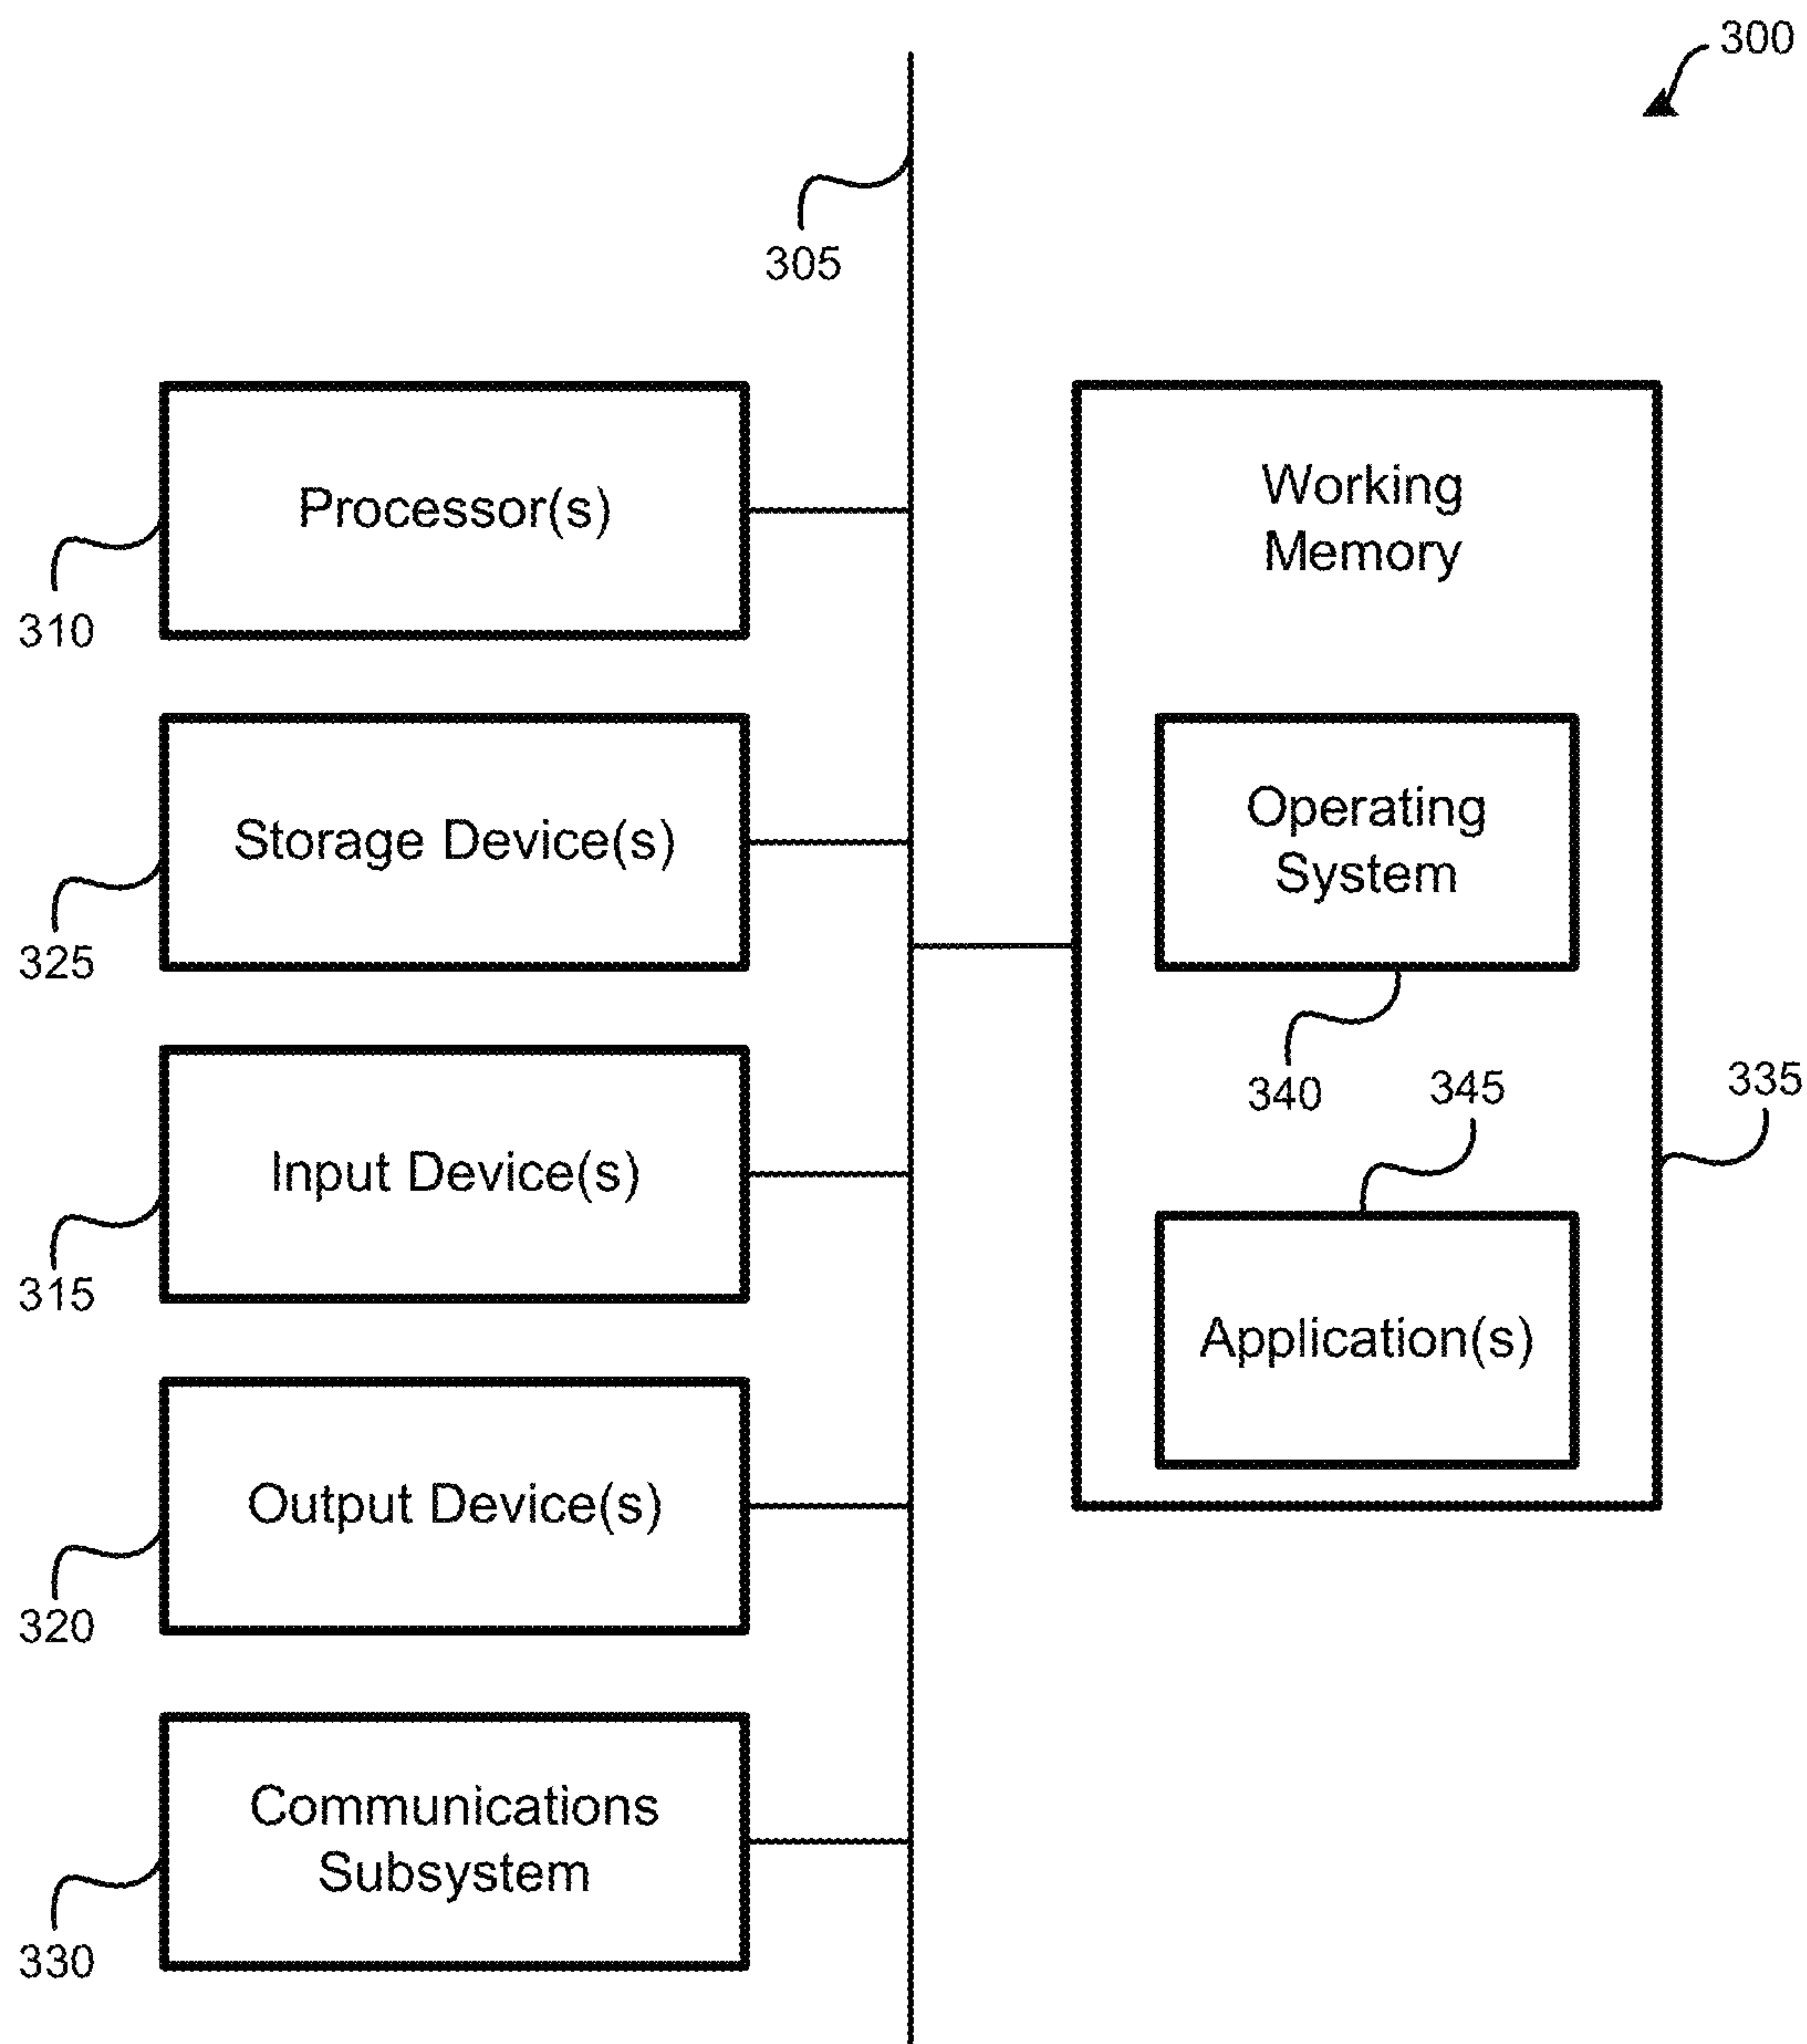 300
305
Processor(s)
310
Storage Device(s)
325
Input Device(s)
315
Output Device(s)
320
Communications
Subsystem
330
Working
Memory
Operating
System
340
345
335
Application(s)